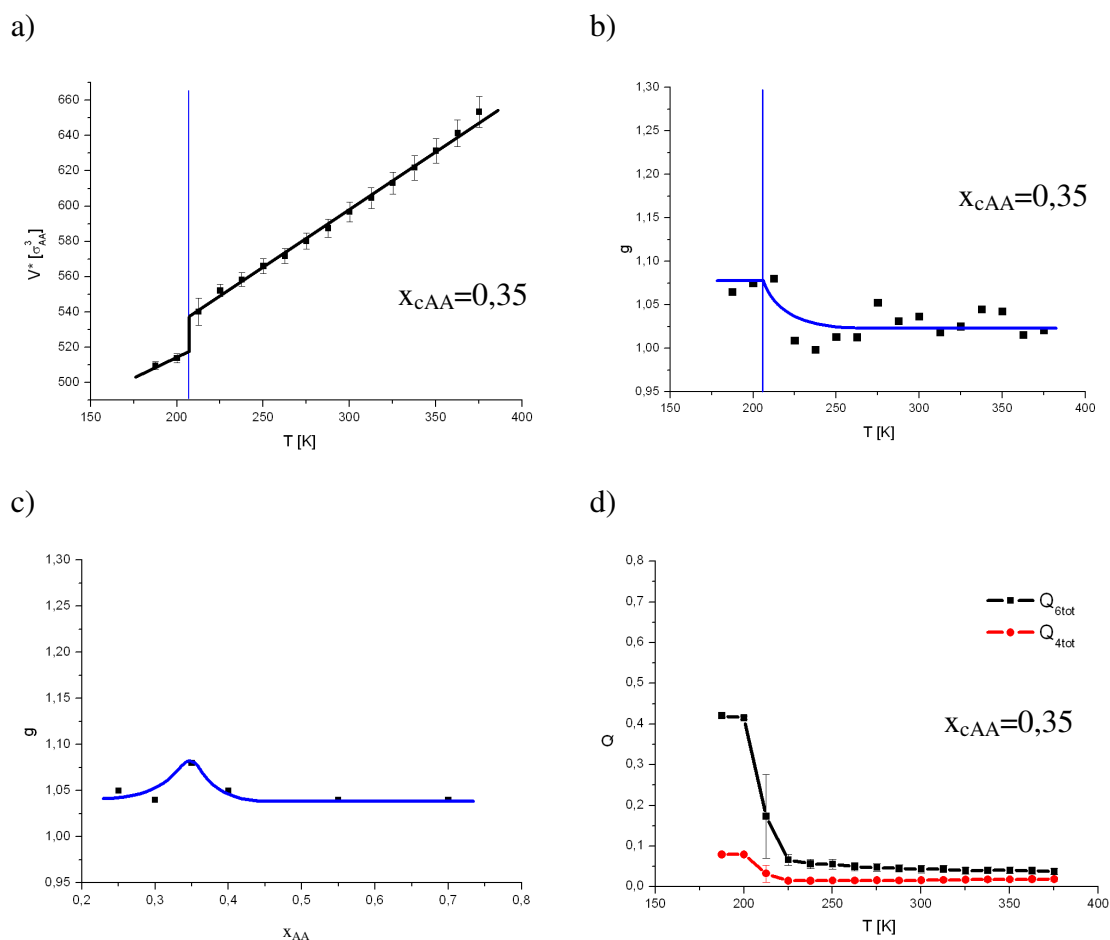 a)
660
640
620
600
580
560
540
520
500
V* [σ³AA]
xcAA=0,35
150 200 250 300 350 400
T [K]
b)
1,30
1,25
1,20
1,15
1,10
1,05
1,00
0,95
g
xcAA=0,35
150 200 250 300 350 400
T [K]
c)
1,30
1,25
1,20
1,15
1,10
1,05
1,00
0,95
g
0,2 0,3 0,4 0,5 0,6 0,7 0,8
xAA
d)
0,8
0,7
0,6
0,5
0,4
0,3
0,2
0,1
0,0
Q
Q6tot
Q4tot
xcAA=0,35
150 200 250 300 350 400
T [K]